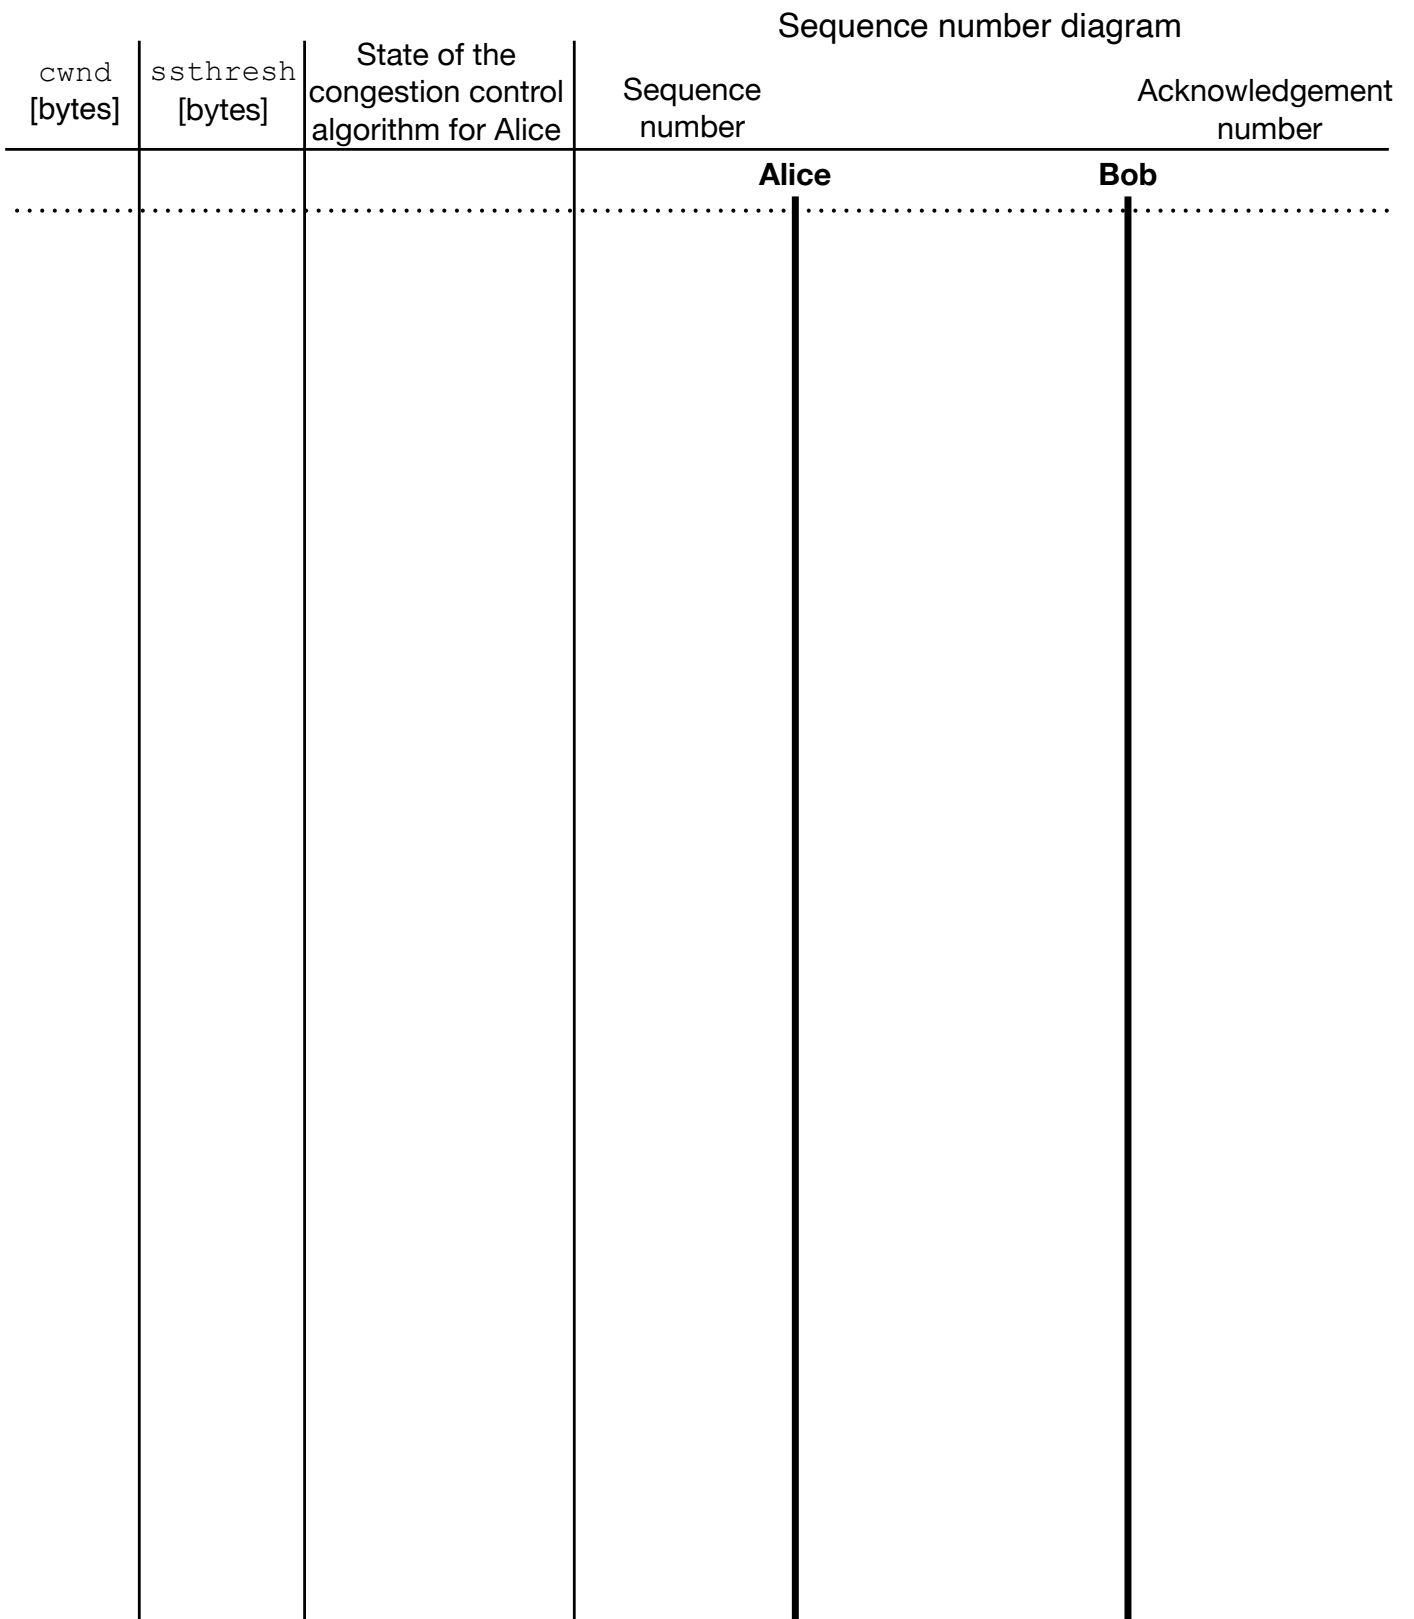 Sequence number diagram
cwnd
[bytes]
ssthresh
[bytes]
State of the
congestion control
algorithm for Alice
Sequence
number
Acknowledgement
number
Alice
Bob